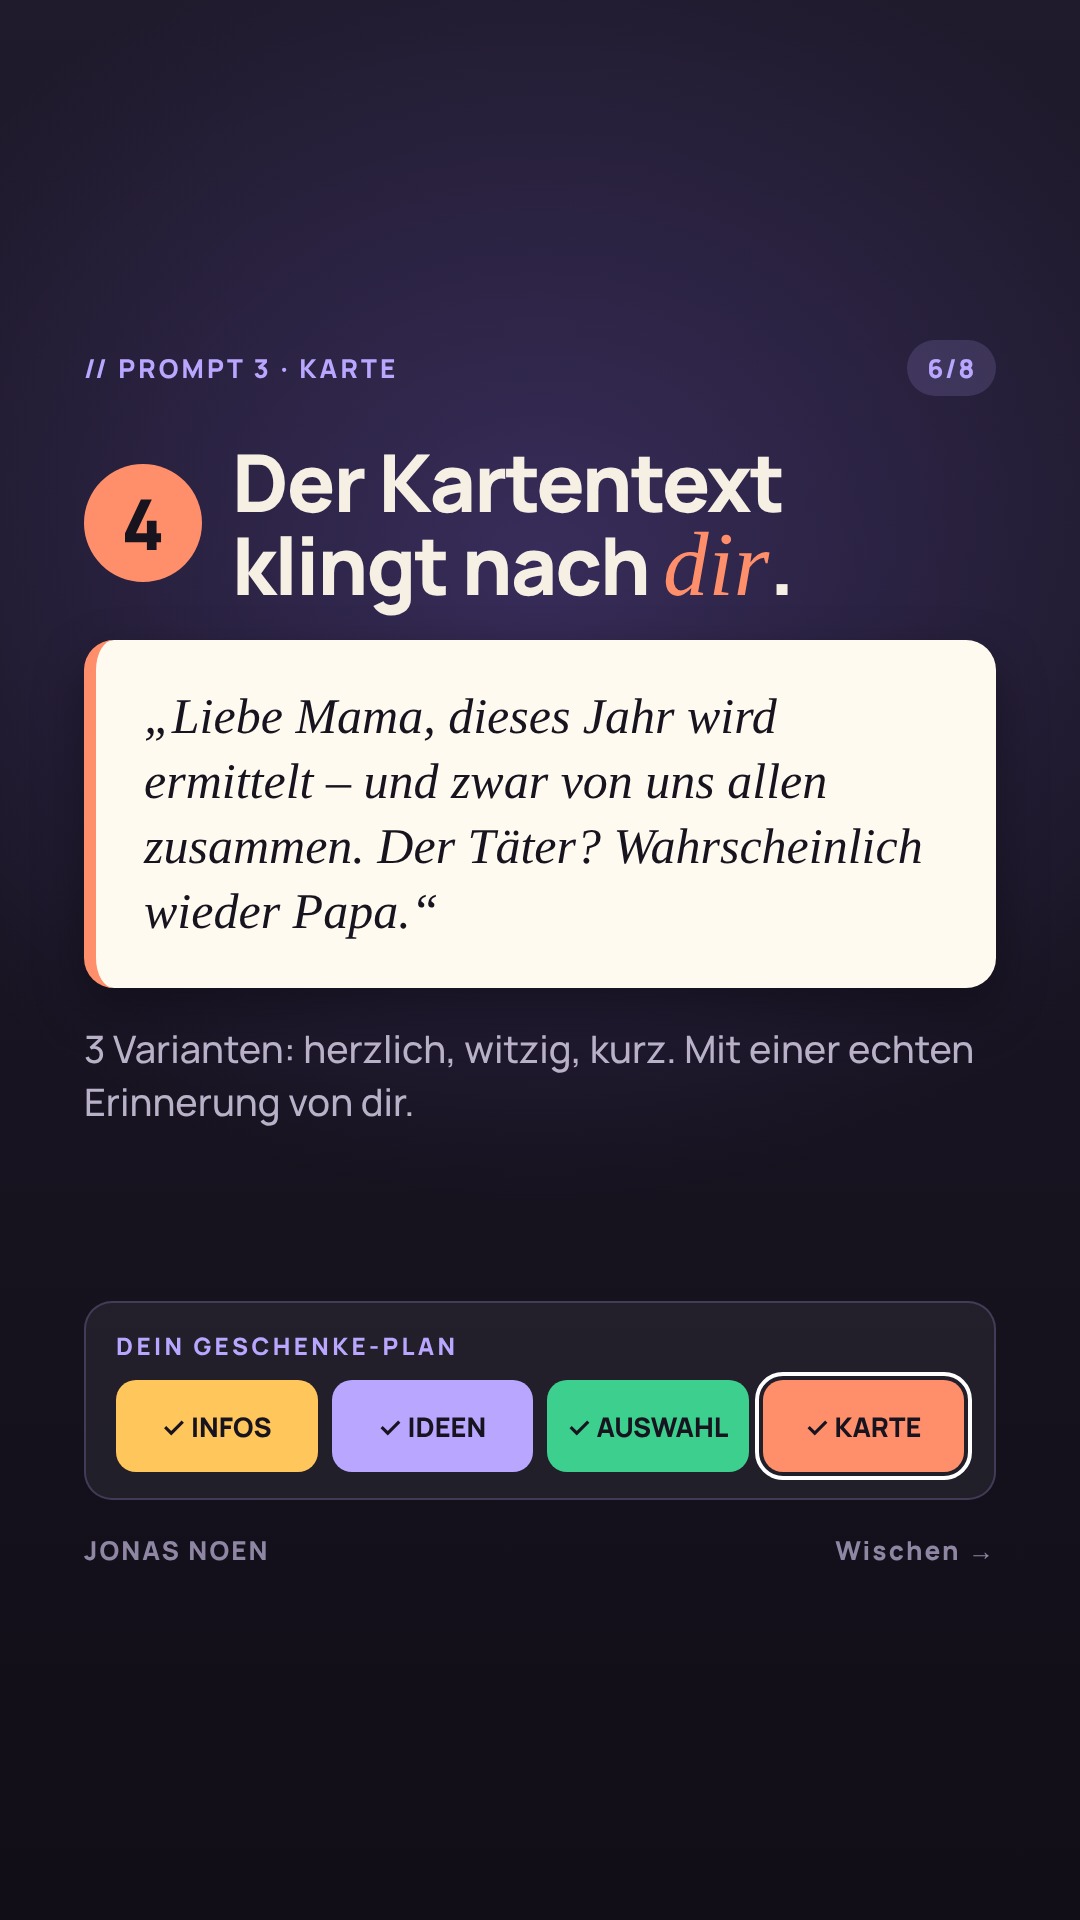 // PROMPT 3 · KARTE
6/8
4
Der Kartentext
klingt nach dir.
„Liebe Mama, dieses Jahr wird
ermittelt – und zwar von uns allen
zusammen. Der Täter? Wahrscheinlich
wieder Papa.“
3 Varianten: herzlich, witzig, kurz. Mit einer echten
Erinnerung von dir.
DEIN GESCHENKE-PLAN
✓ INFOS
✓ IDEEN
✓ AUSWAHL
✓ KARTE
JONAS NOEN
Wischen →